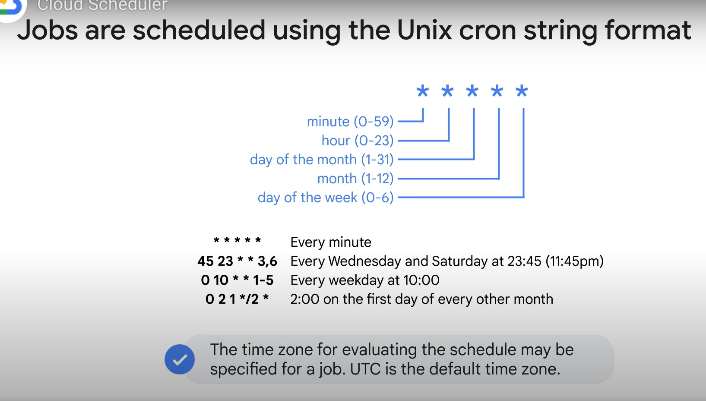 Cloud Scheduler
Jobs are scheduled using the Unix cron string format
* * * * *
minute (0-59)
hour (0-23)
day of the month (1-31)
month (1-12)
day of the week (0-6)
* * * * * Every minute
45 23 * * 3,6 Every Wednesday and Saturday at 23:45 (11:45pm)
0 10 * * 1-5 Every weekday at 10:00
0 2 1 */2 * 2:00 on the first day of every other month
The time zone for evaluating the schedule may be
specified for a job. UTC is the default time zone.